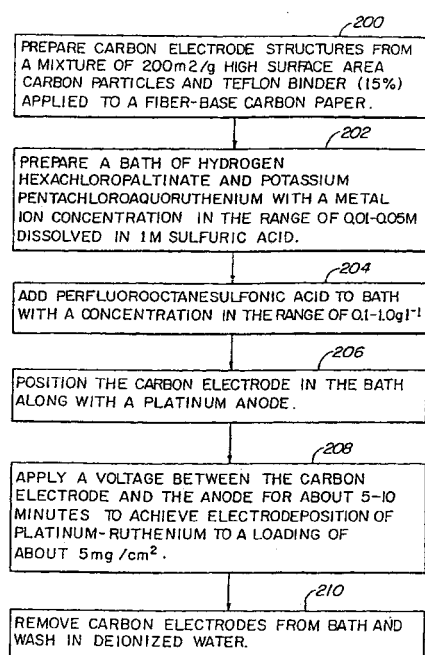 200
PREPARE CARBON ELECTRODE STRUCTURES FROM
A MIXTURE OF 200m2/g HIGH SURFACE AREA
CARBON PARTICLES AND TEFLON BINDER (15%)
APPLIED TO A FIBER-BASE CARBON PAPER.
202
PREPARE A BATH OF HYDROGEN
HEXACHLOROPALTINATE AND POTASSIUM
PENTACHLOROAQUORUTHENIUM WITH A METAL
ION CONCENTRATION IN THE RANGE OF 0.01-0.05M
DISSOLVED IN 1M SULFURIC ACID.
204
ADD PERFLUOROOCTANESULFONIC ACID TO BATH
WITH A CONCENTRATION IN THE RANGE OF 0.1-1.0gl⁻¹
206
POSITION THE CARBON ELECTRODE IN THE BATH
ALONG WITH A PLATINUM ANODE.
208
APPLY A VOLTAGE BETWEEN THE CARBON
ELECTRODE AND THE ANODE FOR ABOUT 5-10
MINUTES TO ACHIEVE ELECTRODEPOSITION OF
PLATINUM-RUTHENIUM TO A LOADING OF
ABOUT 5mg/cm².
210
REMOVE CARBON ELECTRODES FROM BATH AND
WASH IN DEIONIZED WATER.